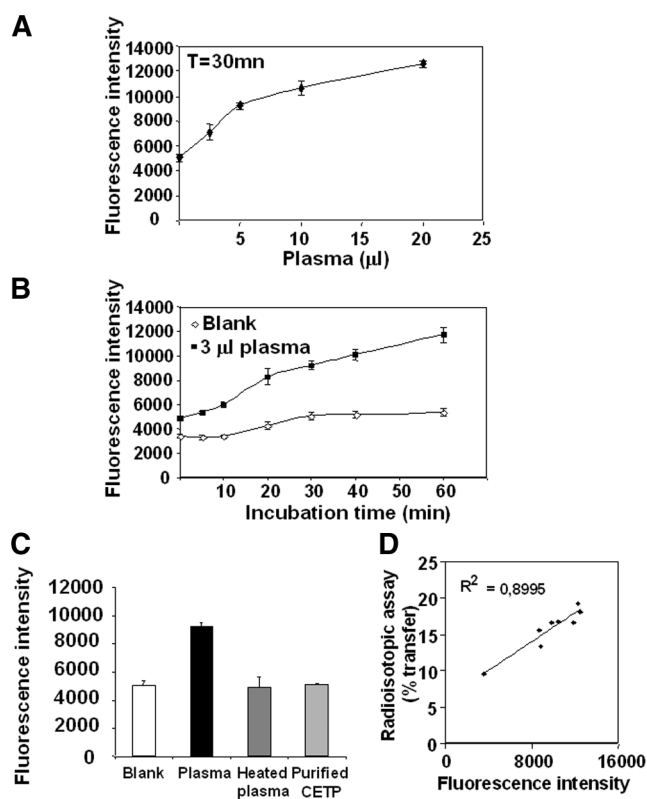 A
Fluorescence intensity
14000
12000
10000
8000
6000
4000
2000
0
T=30mn
5
10
15
20
25
Plasma (µl)
B
Fluorescence intensity
14000
12000
10000
8000
6000
4000
2000
0
Blank
3 µl plasma
10
20
30
40
50
60
Incubation time (min)
C
Fluorescence intensity
12000
10000
8000
6000
4000
2000
0
Blank
Plasma
Heated
plasma
Purified
CETP
D
Radioisotopic assay
(% transfer)
25
20
15
10
5
0
R² = 0,8995
0
8000
16000
Fluorescence intensity